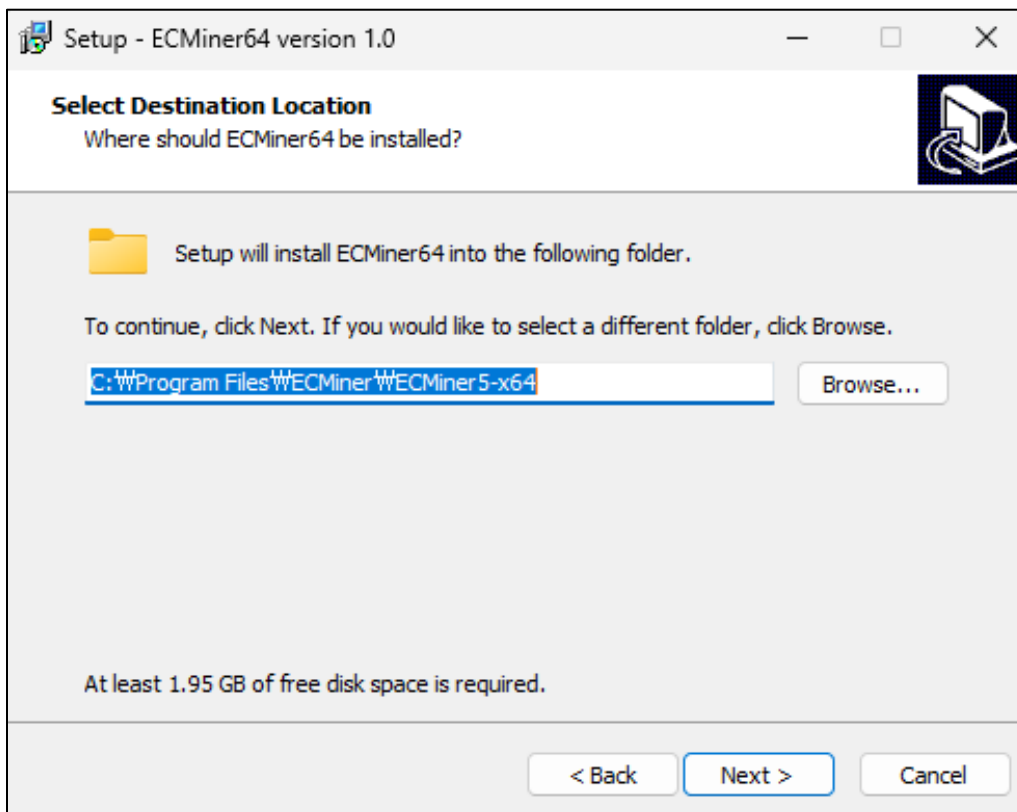 Setup - ECMiner64 version 1.0
Select Destination Location
Where should ECMiner64 be installed?
Setup will install ECMiner64 into the following folder.
To continue, click Next. If you would like to select a different folder, click Browse.
C:₩Program Files₩ECMiner₩ECMiner5-x64
Browse...
At least 1.95 GB of free disk space is required.
< Back
Next >
Cancel